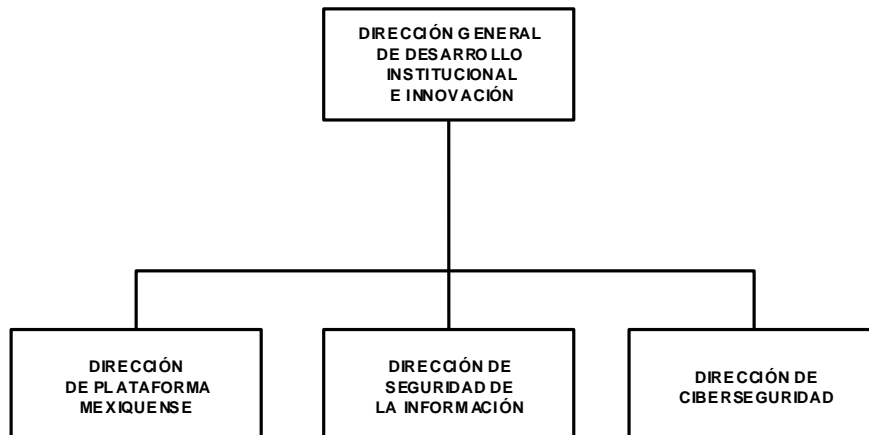 DIRECCIÓN GENERAL
DE DESARROLLO
INSTITUCIONAL
E INNOVACIÓN
DIRECCIÓN
DE PLATAFORMA
MEXIQUENSE
DIRECCIÓN DE
SEGURIDAD DE
LA INFORMACIÓN
DIRECCIÓN DE
CIBERSEGURIDAD